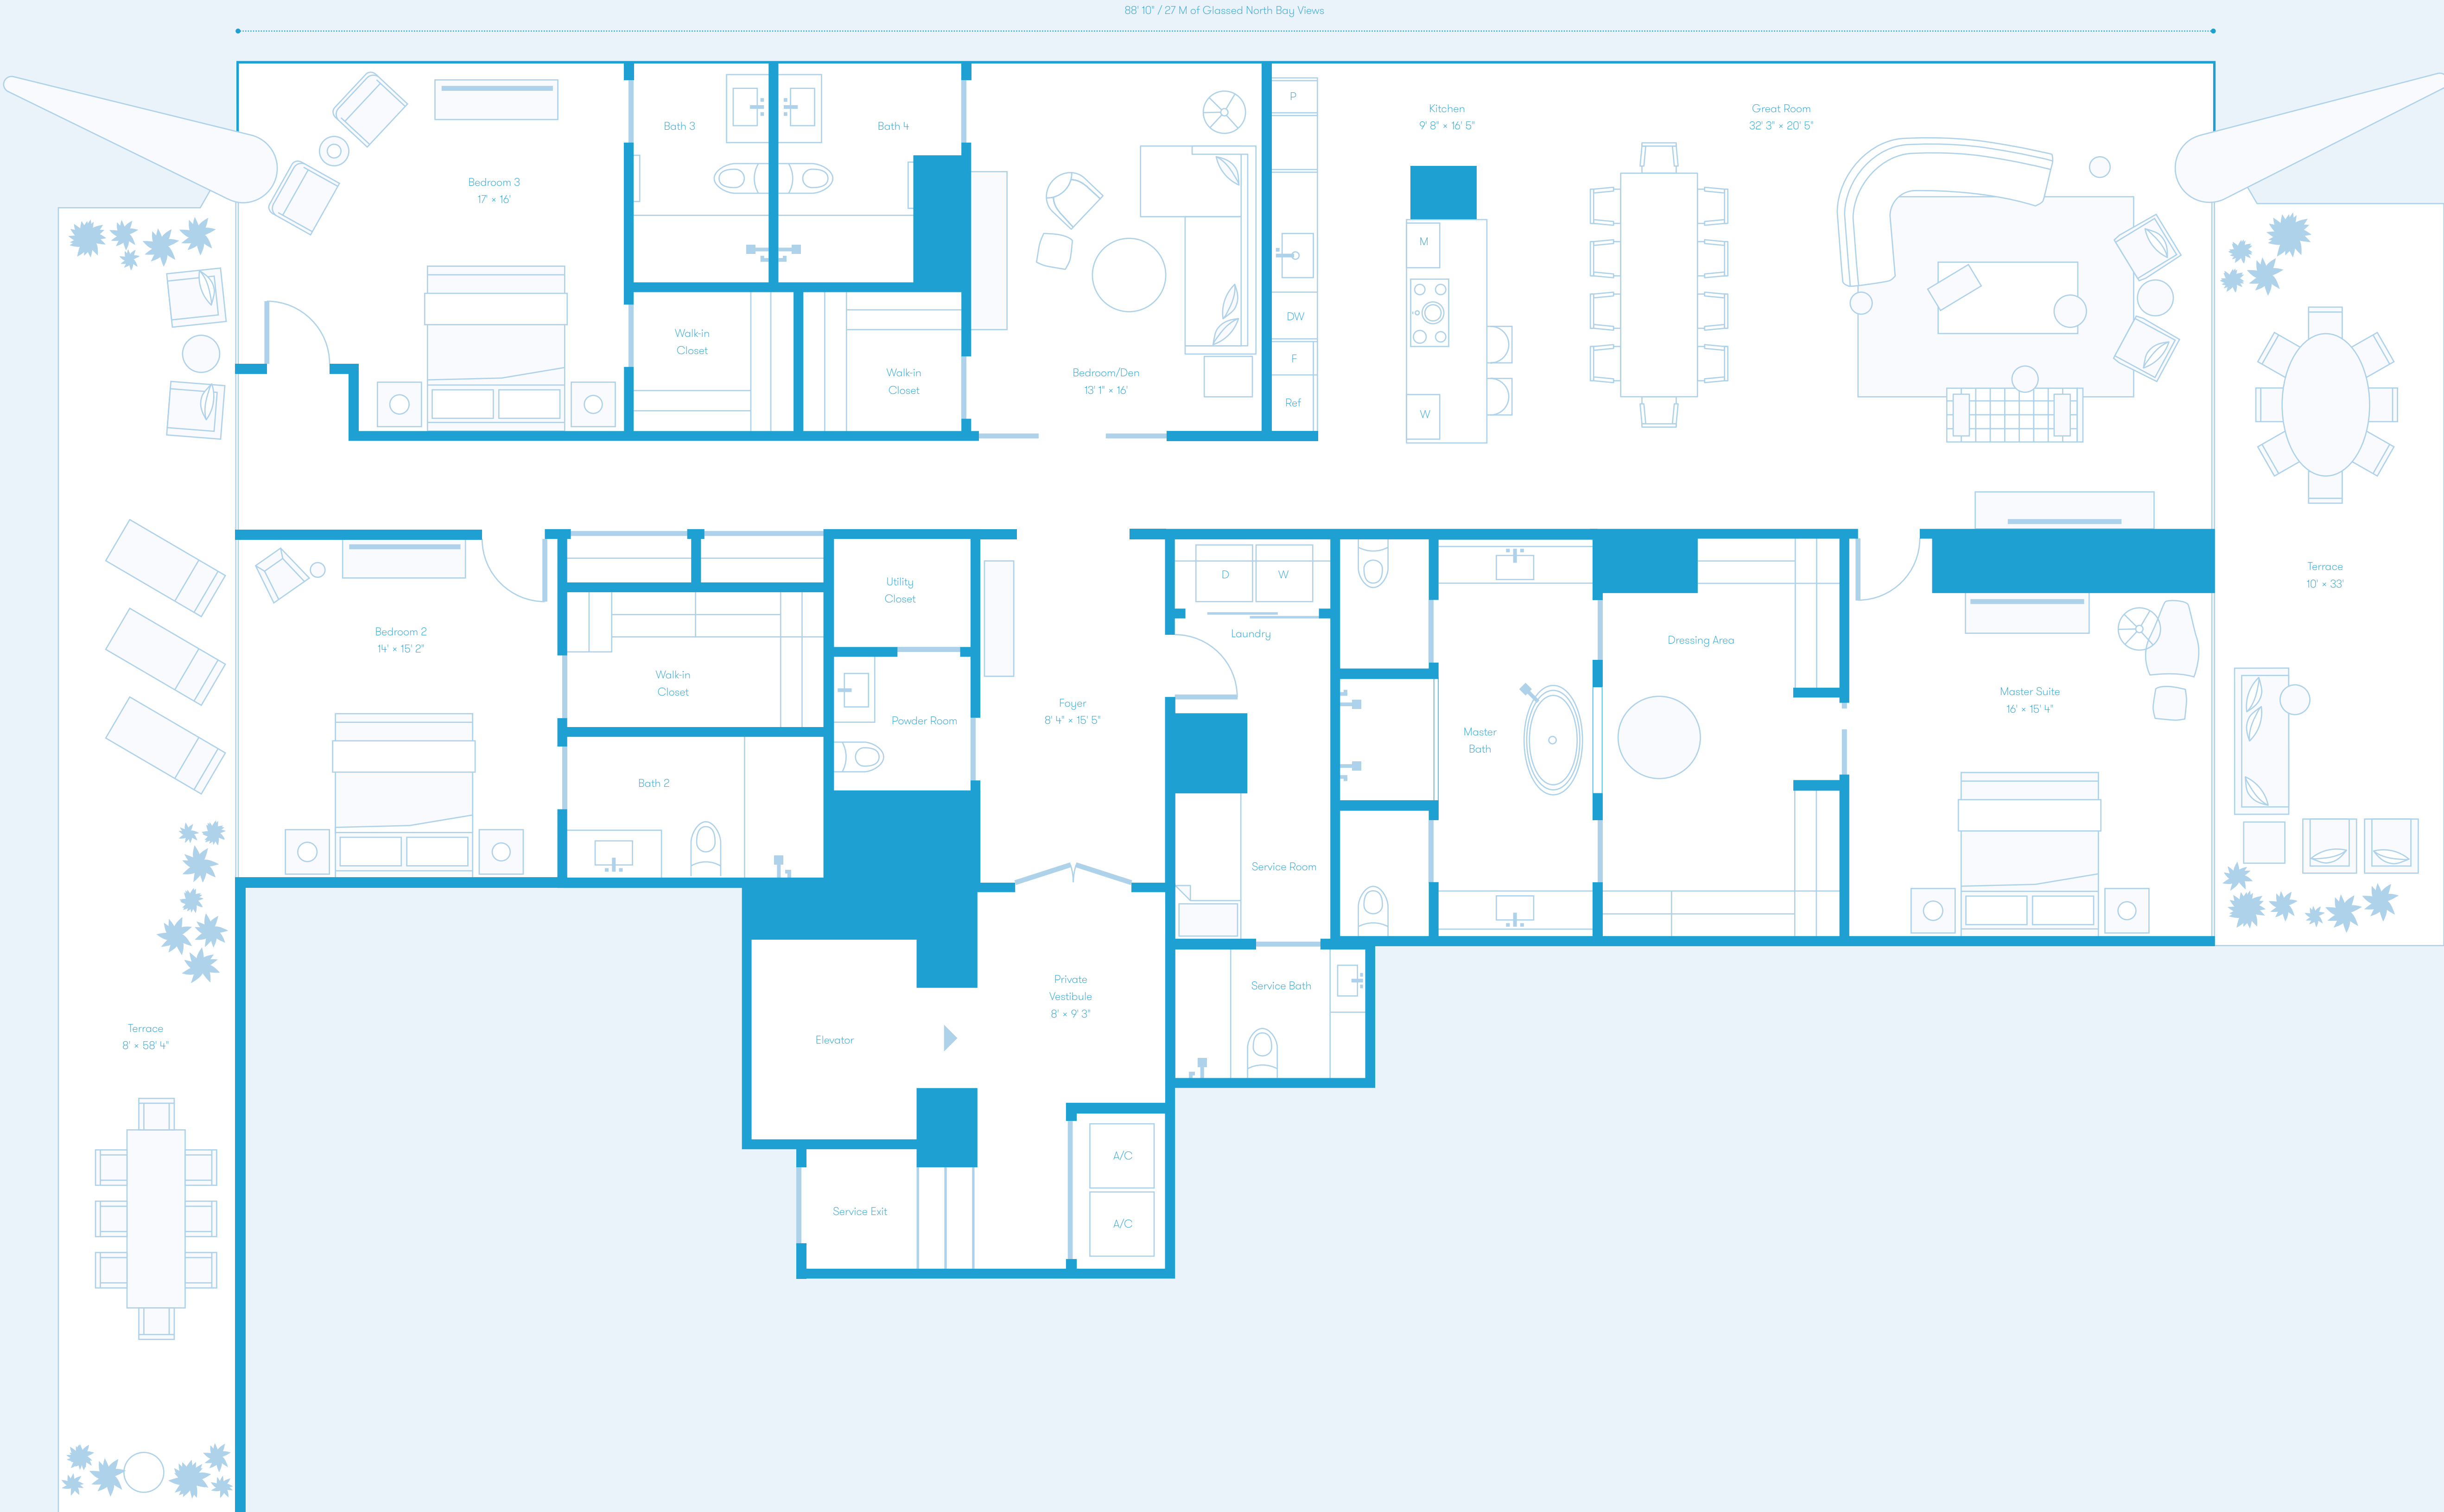 88' 10" / 27 M of Glassed North Bay Views
P
Kitchen
9' 8" × 16' 5"
Great Room
32' 3" × 20' 5"
Bath 3
Bath 4
Bedroom 3
17' × 16'
M
DW
F
Ref
W
Walk-in
Closet
Walk-in
Closet
Bedroom/Den
13' 1" × 16'
Utility
Closet
D
W
Laundry
Terrace
10' × 33'
Bedroom 2
14' × 15' 2"
Walk-in
Closet
Powder Room
Foyer
8' 4" × 15' 5"
Dressing Area
Master Suite
16' × 15' 4"
Master
Bath
Bath 2
Service Room
Private
Vestibule
8' × 9' 3"
Service Bath
Terrace
8' × 58' 4"
Elevator
A/C
Service Exit
A/C